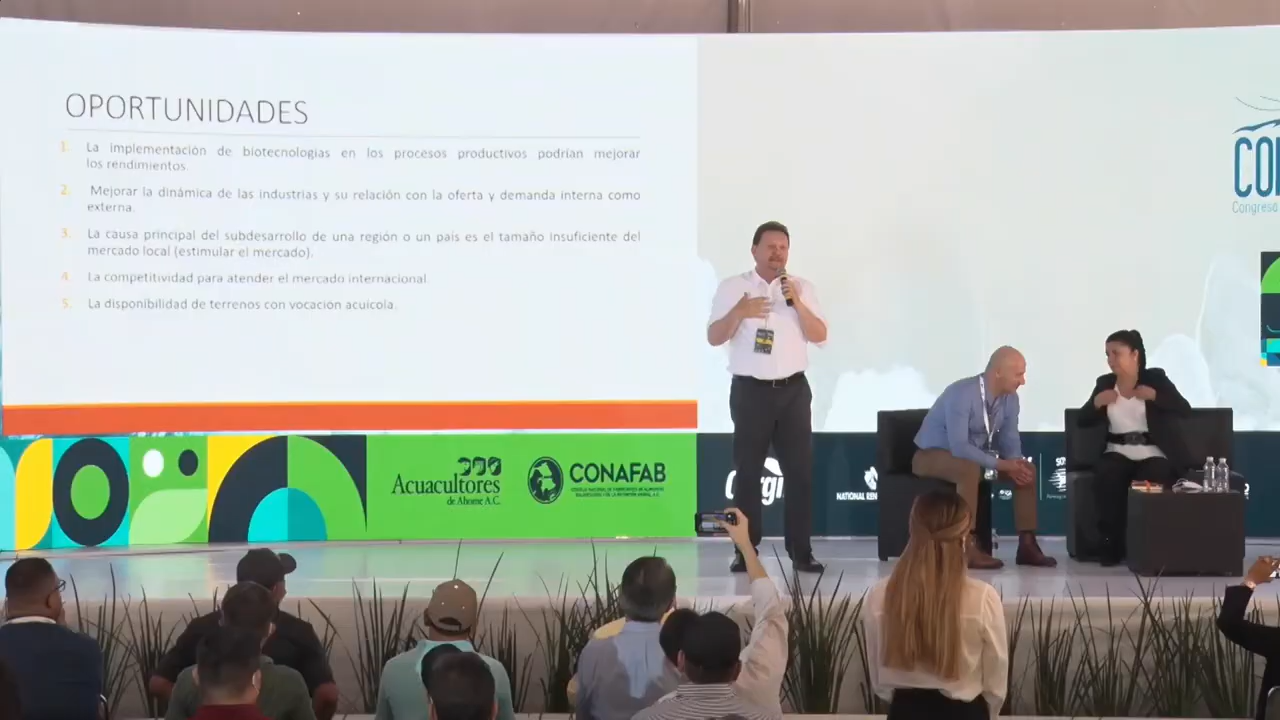 OPORTUNIDADES
1. La implementación de biotecnologías en los procesos productivos podrían mejorar
los rendimientos.
2. Mejorar la dinámica de las industrias y su relación con la oferta y demanda interna como
externa.
3. La causa principal del subdesarrollo de una región o un país es el tamaño insuficiente del
mercado local (estimular el mercado).
4. La competitividad para atender el mercado internacional.
5. La disponibilidad de terrenos con vocación acuícola.
Congreso
Acuacultores
de Ahome A.C.
CONAFAB
NATIONAL